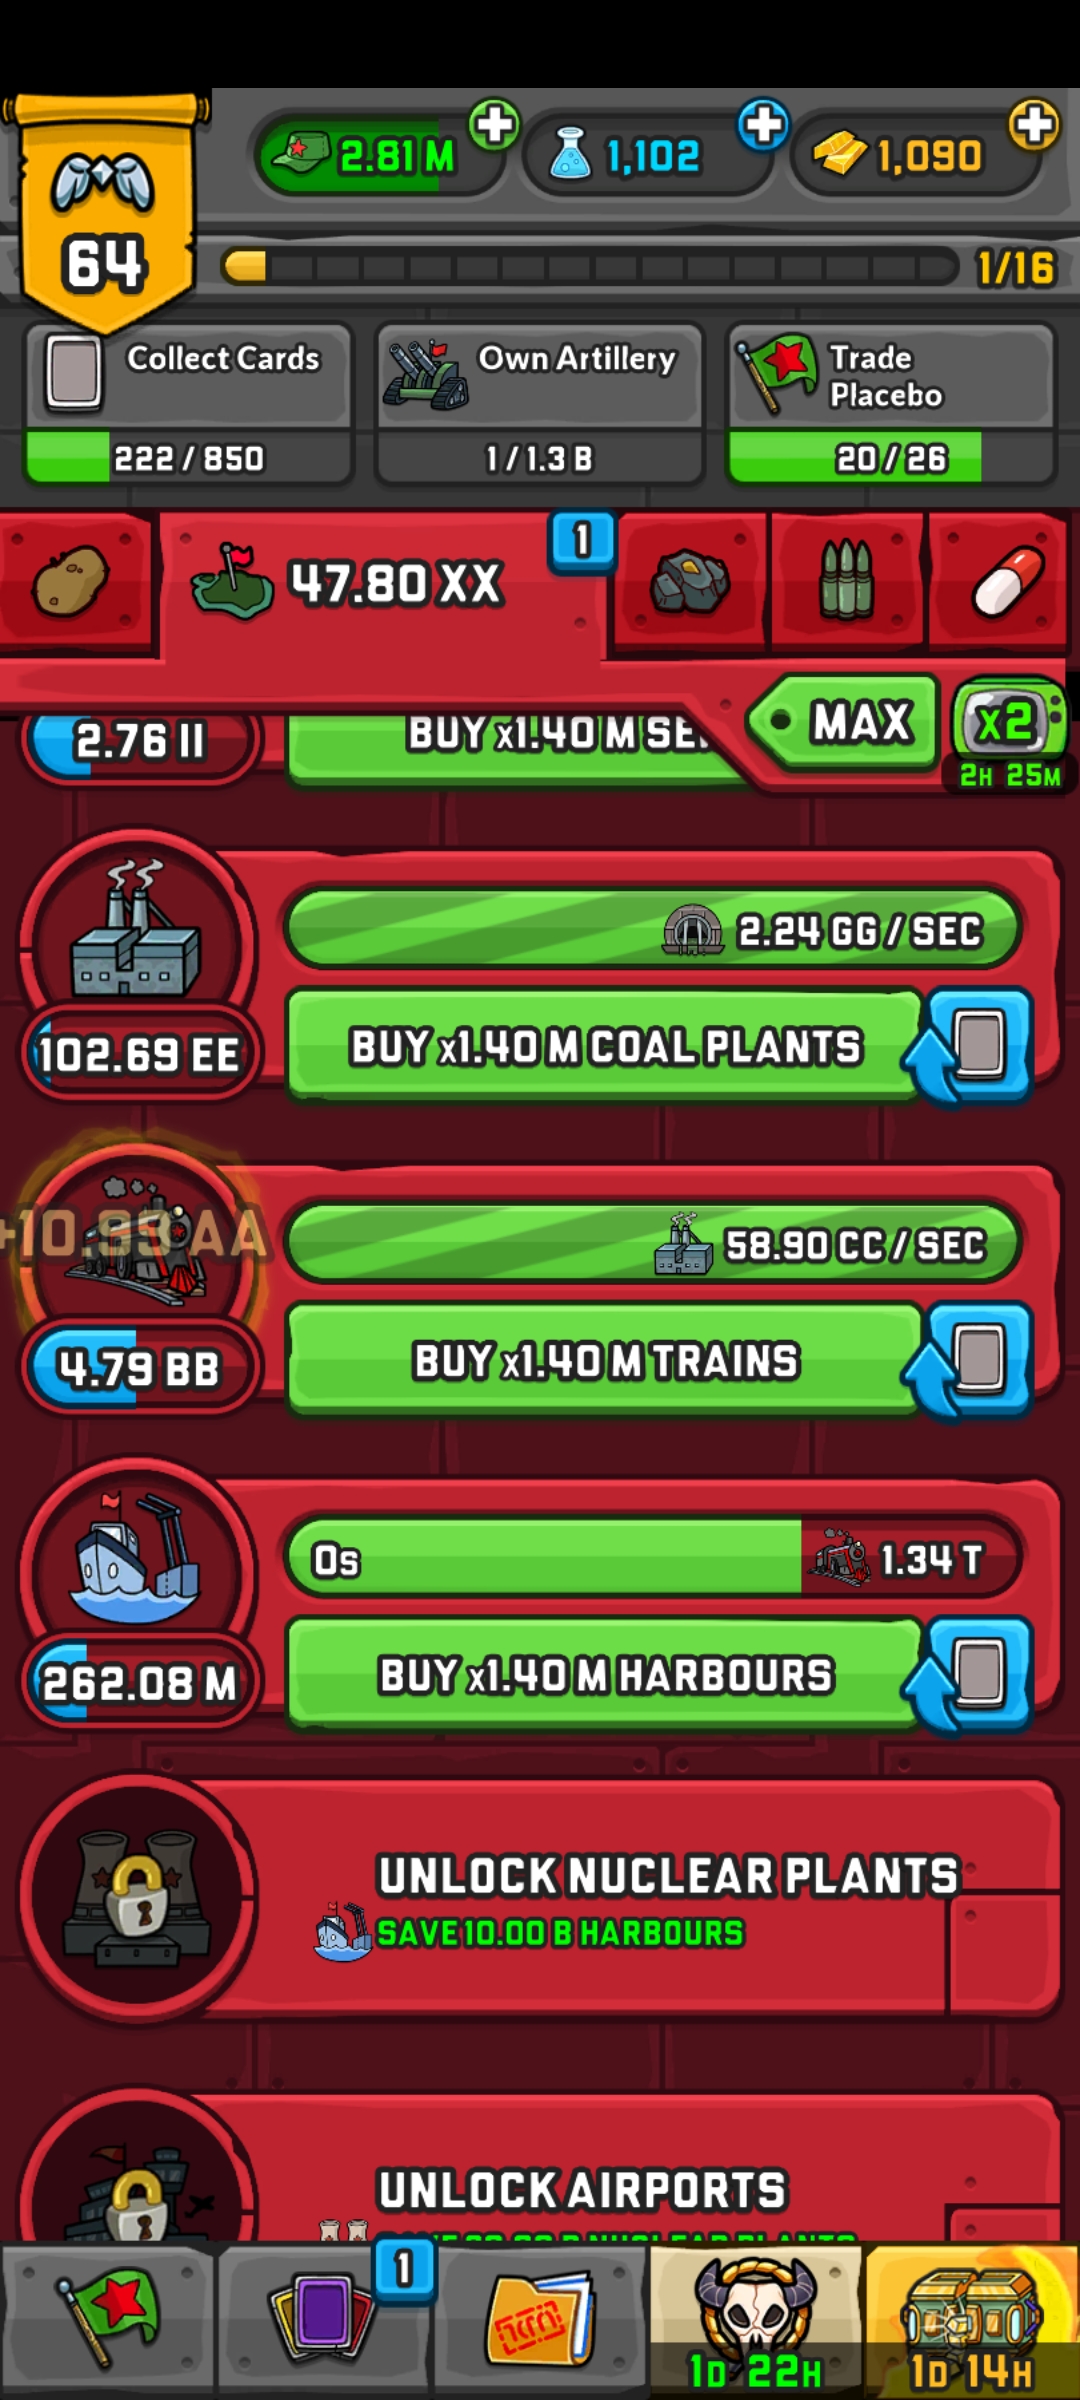 2.81 M
1,102
1,090
64
1/16
Collect Cards
222 / 850
Own Artillery
1 / 1.3 B
Trade
Placebo
20 / 26
47.80 XX
1
MAX
x2
2H 25M
2.76 II
BUY x1.40 M SE
102.69 EE
2.24 GG / SEC
BUY x1.40 M COAL PLANTS
+10.95 AA
4.79 BB
58.90 CC / SEC
BUY x1.40 M TRAINS
262.08 M
0s
1.34 T
BUY x1.40 M HARBOURS
UNLOCK NUCLEAR PLANTS
SAVE 10.00 B HARBOURS
UNLOCK AIRPORTS
1
1D 22H
1D 14H